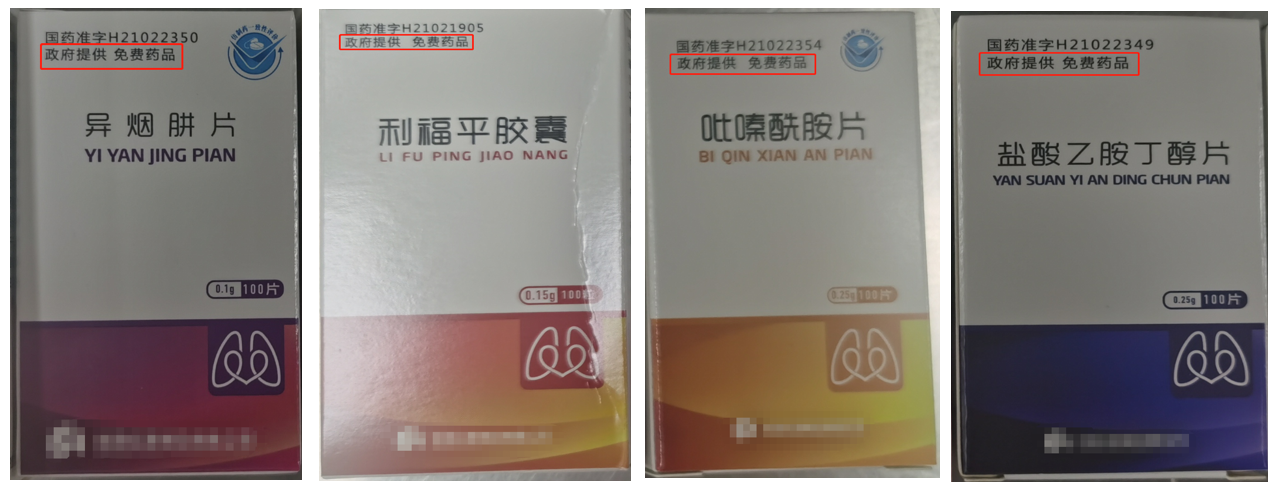 国药准字H21022350
政府提供 免费药品
异烟肼片
YI YAN JING PIAN
0.1g 100片
国药准字H21021905
政府提供 免费药品
利福平胶囊
LI FU PING JIAO NANG
0.15g 100粒
国药准字H21022354
政府提供 免费药品
吡嗪酰胺片
BI QIN XIAN AN PIAN
0.25g 100片
国药准字H21022349
政府提供 免费药品
盐酸乙胺丁醇片
YAN SUAN YI AN DING CHUN PIAN
0.25g 100片